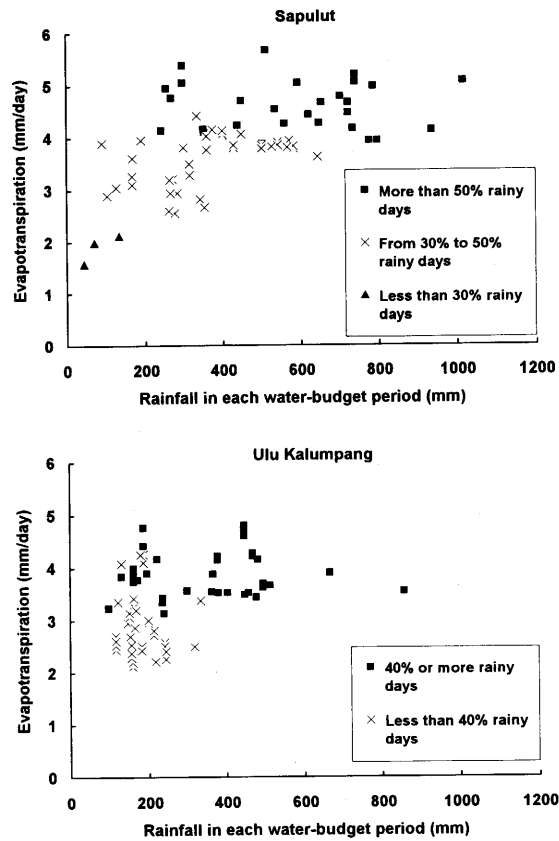 Sapulut
6
5
4
3
2
1
0
Evapotranspiration (mm/day)
■ More than 50% rainy
days
× From 30% to 50%
rainy days
▲ Less than 30% rainy
days
0 200 400 600 800 1000 1200
Rainfall in each water-budget period (mm)
Ulu Kalumpang
6
5
4
3
2
1
0
Evapotranspiration (mm/day)
■ 40% or more rainy
days
× Less than 40% rainy
days
0 200 400 600 800 1000 1200
Rainfall in each water-budget period (mm)